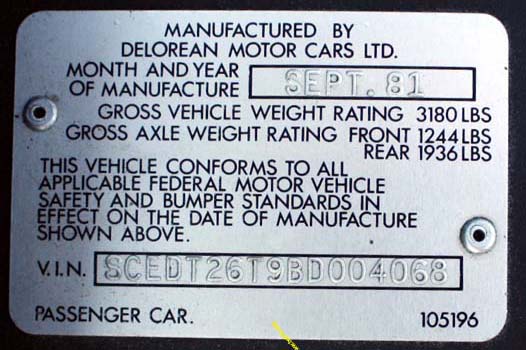 MANUFACTURED BY
DELOREAN MOTOR CARS LTD.
MONTH AND YEAR
OF MANUFACTURE SEPT. 81
GROSS VEHICLE WEIGHT RATING 3180 LBS
GROSS AXLE WEIGHT RATING FRONT 1244 LBS
REAR 1936 LBS
THIS VEHICLE CONFORMS TO ALL
APPLICABLE FEDERAL MOTOR VEHICLE
SAFETY AND BUMPER STANDARDS IN
EFFECT ON THE DATE OF MANUFACTURE
SHOWN ABOVE.
V.I.N. SCEDT26T9BD004068
PASSENGER CAR. 105196